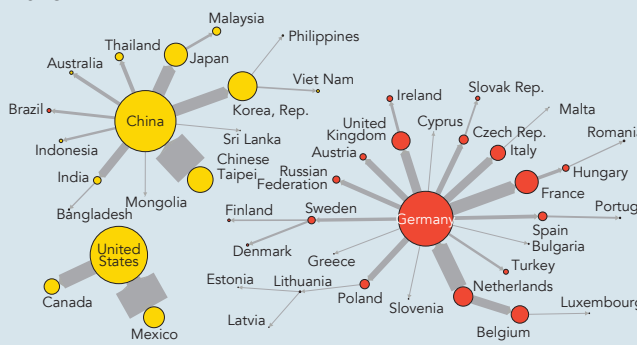 Malaysia
Philippines
Thailand
Japan
Australia
Viet Nam
Korea, Rep.
Brazil
China
Sri Lanka
Indonesia
Chinese
Taipei
India
Mongolia
Bangladesh
United
States
Canada
Mexico
Ireland
Slovak Rep.
Malta
Cyprus
United
Kingdom
Czech Rep.
Italy
Romania
Austria
Hungary
Russian
Federation
France
Finland
Sweden
Germany
Portug
Spain
Denmark
Bulgaria
Greece
Turkey
Estonia
Lithuania
Poland
Netherlands
Slovenia
Luxembourg
Latvia
Belgium